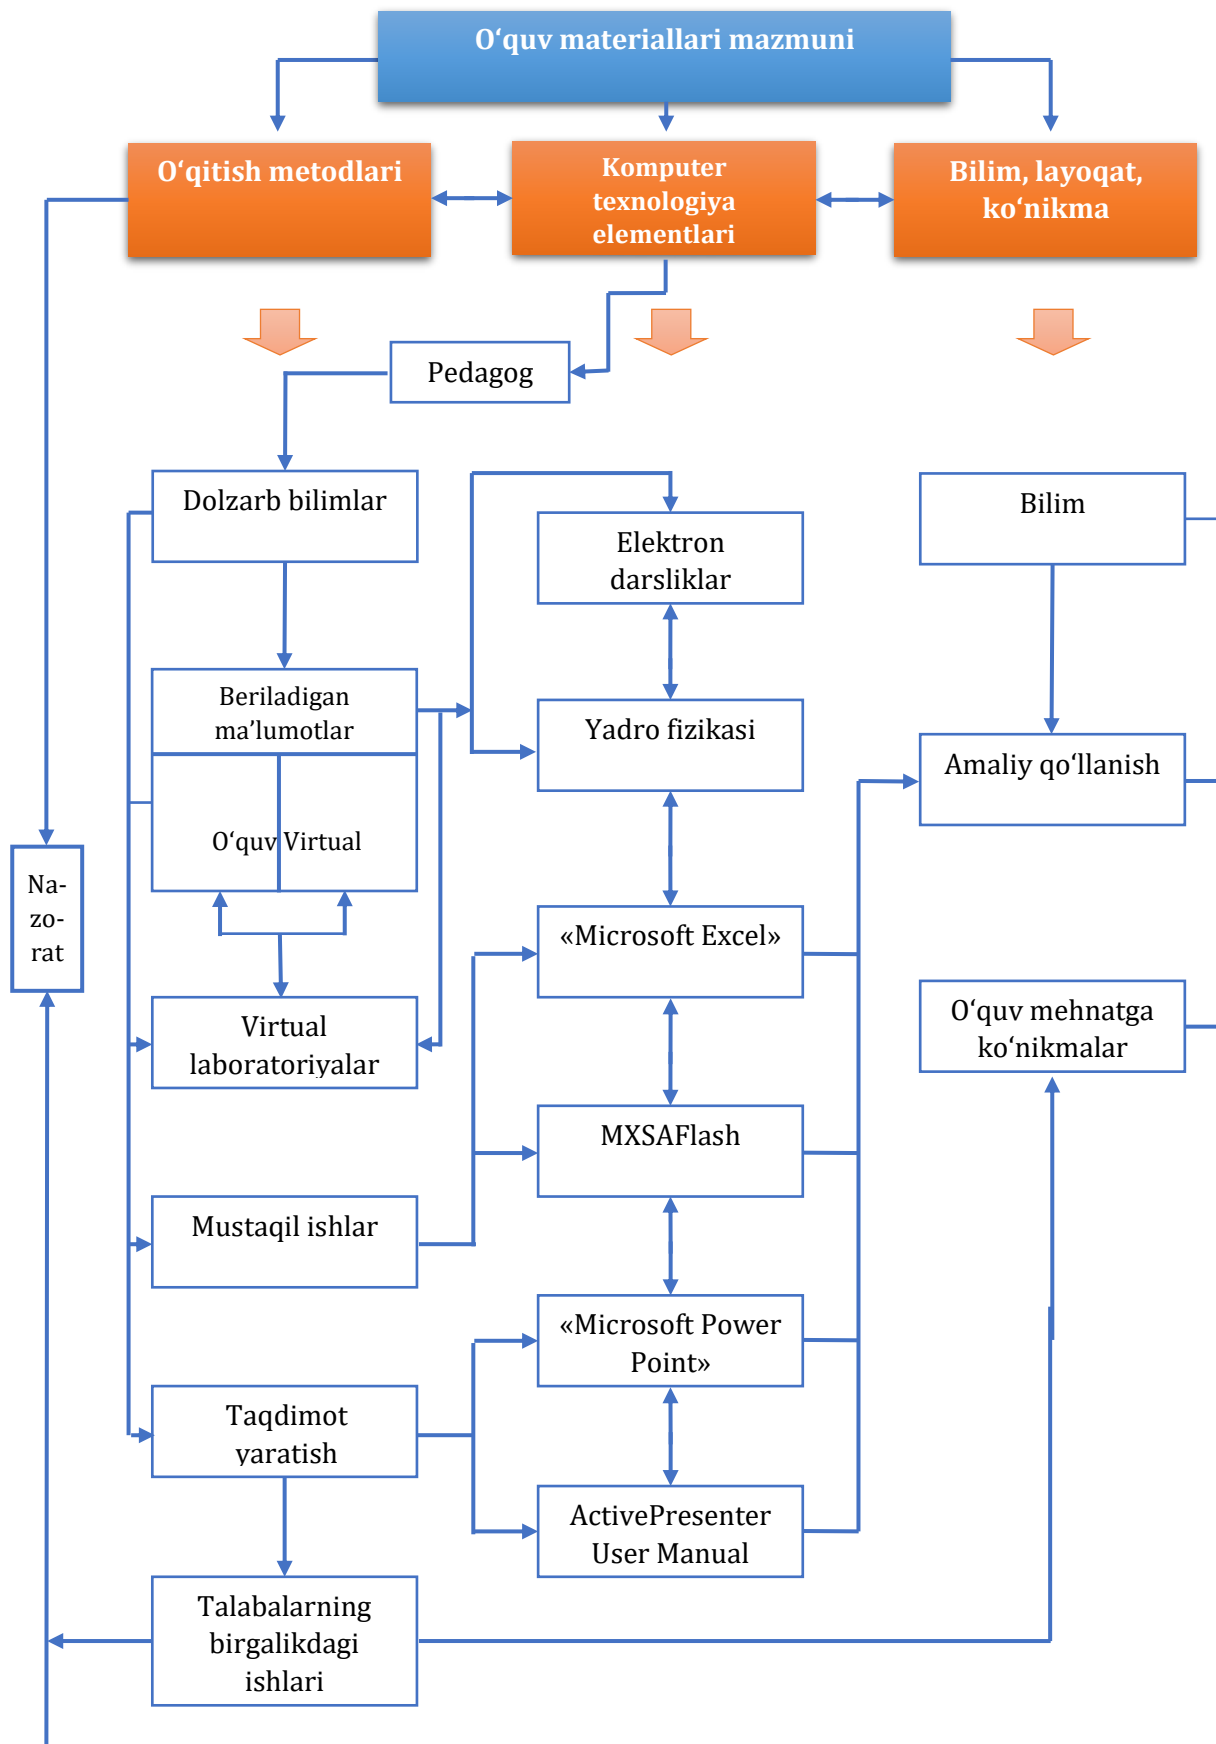 O‘quv materiallari mazmuni
O‘qitish metodlari
Komputer
texnologiya
elementlari
Bilim, layoqat,
ko‘nikma
Pedagog
Dolzarb bilimlar
Elektron
darsliklar
Bilim
Beriladigan
ma’lumotlar
Yadro fizikasi
Amaliy qo‘llanish
O‘quv Virtual
Na-
zo-
rat
«Microsoft Excel»
Virtual
laboratoriyalar
O‘quv mehnatga
ko‘nikmalar
MXSAFlash
Mustaqil ishlar
«Microsoft Power
Point»
Taqdimot
yaratish
ActivePresenter
User Manual
Talabalarning
birgalikdagi
ishlari